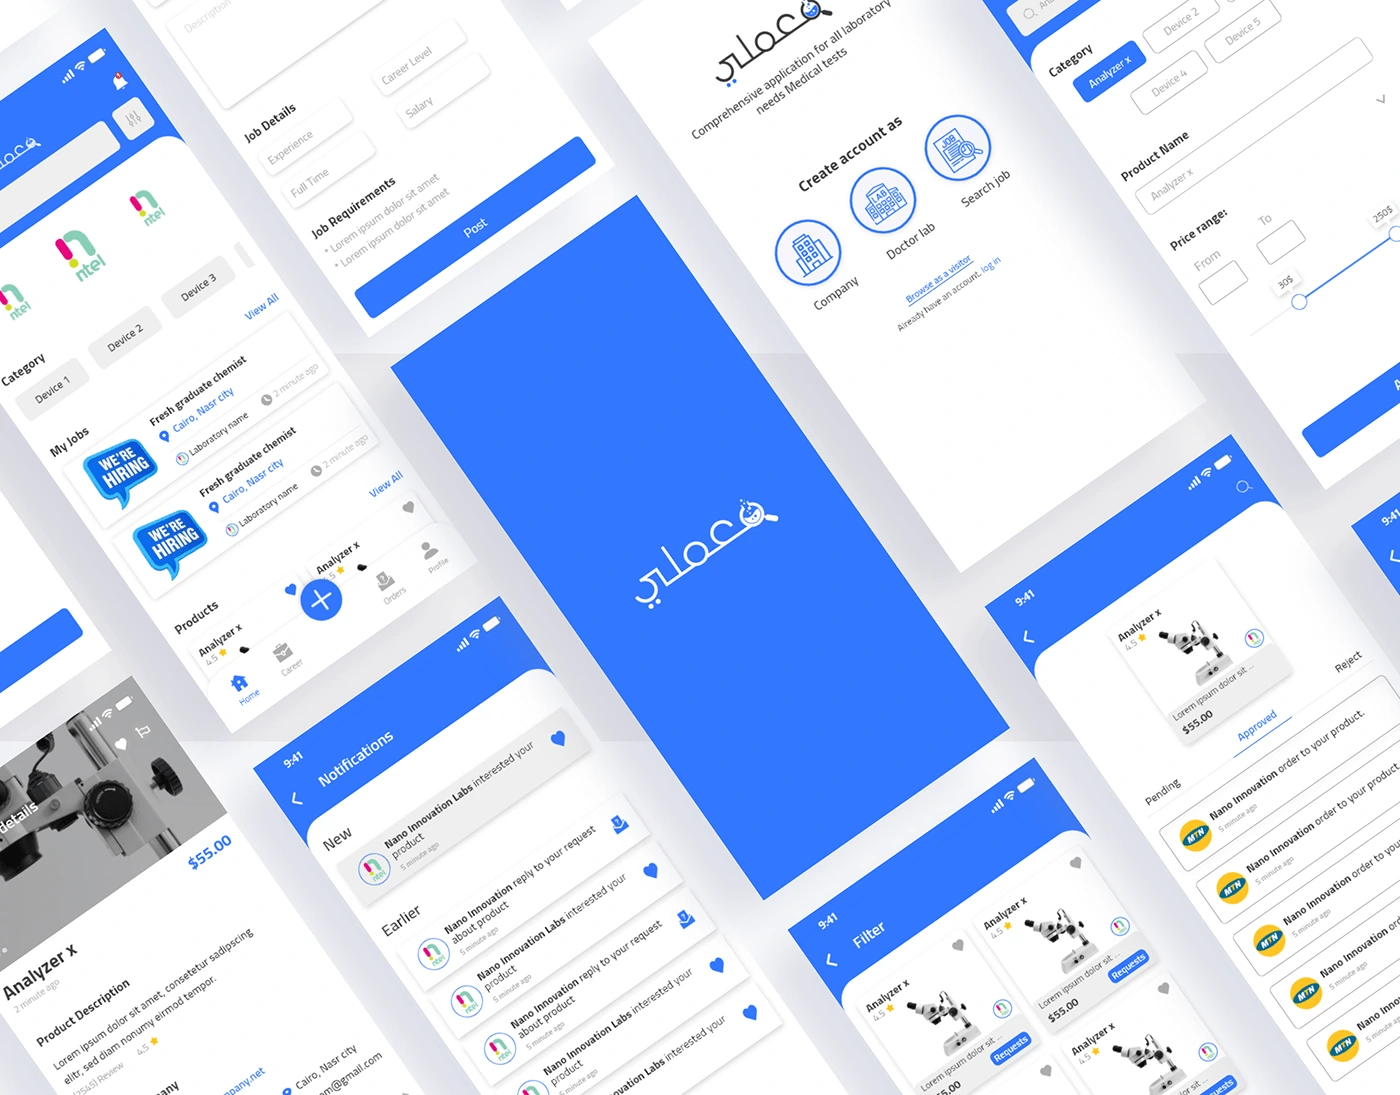 Category
Device 1
Device 2
Device 3
View All
My Jobs
WE'RE HIRING
Fresh graduate chemist
Cairo, Nasr city
Laboratory name
2 minute ago
WE'RE HIRING
Fresh graduate chemist
Cairo, Nasr city
Laboratory name
2 minute ago
View All
Products
Analyzer x
4.5
Analyzer x
Home
Career
Orders
Profile
ntel
ntel
ntel
Description
Career Level
Job Details
Experience
Salary
Full Time
Job Requirements
* Lorem ipsum dolor sit amet
* Lorem ipsum dolor sit amet
Post
معملي
معملي
Comprehensive application for all laboratory
needs Medical tests
Create account as
Company
LAB
Doctor lab
JOB
Search job
Browse as a visitor
Already have an account, log in
Category
Analyzer x
Device 2
Device 4
Device 5
Product Name
Analyzer x
Price range:
From
To
30$
250$
details
$55.00
Analyzer x
2 minute ago
Product Description
Lorem ipsum dolor sit amet, consetetur sadipscing
elitr, sed diam nonumy eirmod tempor.
4.5
Review
Cairo, Nasr city
9:41
Notifications
New
Nano Innovation Labs interested your
product
5 minute ago
Earlier
Nano Innovation reply to your request
about product
5 minute ago
Nano Innovation Labs interested your
product
5 minute ago
Nano Innovation reply to your request
about product
5 minute ago
Nano Innovation Labs interested your
product
5 minute ago
Labs interested your
9:41
Filter
Analyzer x
4.5
Lorem ipsum dolor sit ...
Requests
Analyzer x
4.5
Lorem ipsum dolor sit ...
$55.00
Requests
Analyzer x
4.5
9:41
Analyzer x
4.5
Lorem ipsum dolor sit ...
$55.00
Pending
Approved
Reject
MTN
Nano Innovation order to your product.
5 minute ago
MTN
Nano Innovation order to your product.
5 minute ago
MTN
Nano Innovation order to your
5 minute ago
MTN
Nano Innovation
5 minute ago
MTN
Nano
5 minute ago
9:41